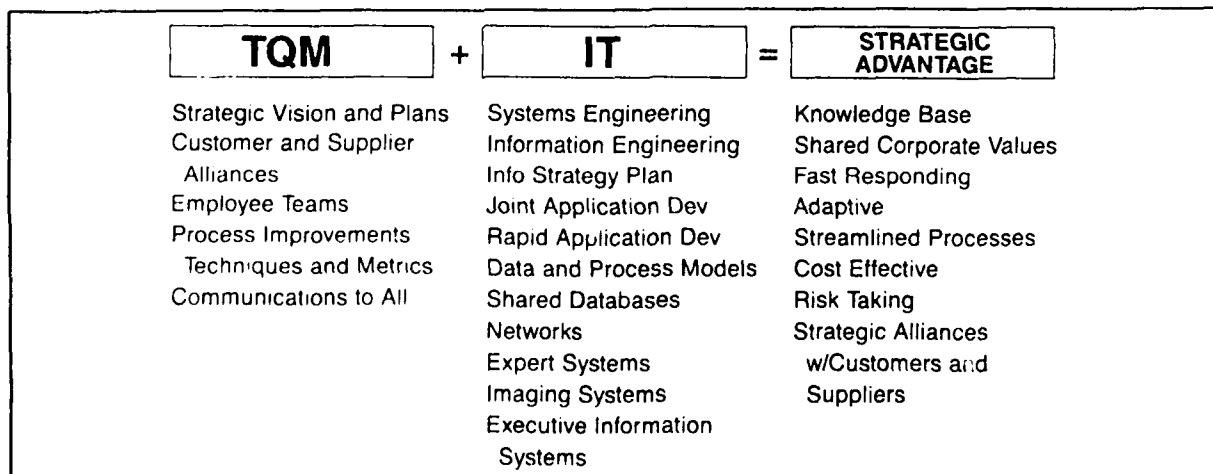 TQM + IT = STRATEGIC
ADVANTAGE
Strategic Vision and Plans
Customer and Supplier
Alliances
Employee Teams
Process Improvements
Techniques and Metrics
Communications to All
Systems Engineering
Information Engineering
Info Strategy Plan
Joint Application Dev
Rapid Application Dev
Data and Process Models
Shared Databases
Networks
Expert Systems
Imaging Systems
Executive Information
Systems
Knowledge Base
Shared Corporate Values
Fast Responding
Adaptive
Streamlined Processes
Cost Effective
Risk Taking
Strategic Alliances
w/Customers and
Suppliers